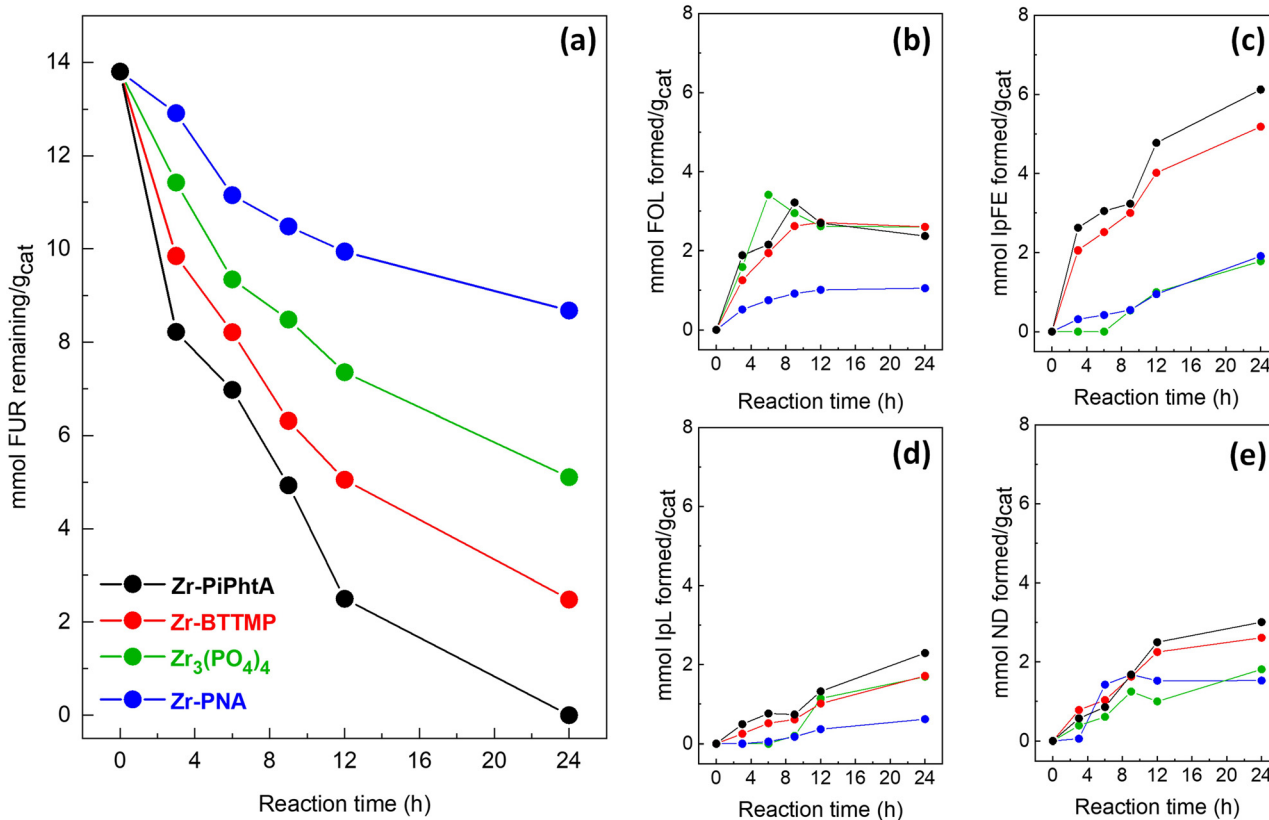 (a)
mmol FUR remaining/gcat
14
12
10
8
6
4
2
0
Zr-PiPhtA
Zr-BTTMP
Zr3(PO4)4
Zr-PNA
0 4 8 12 16 20 24
Reaction time (h)
(b)
mmol FOL formed/gcat
8
6
4
2
0
0 4 8 12 16 20 24
Reaction time (h)
(c)
mmol IpFE formed/gcat
8
6
4
2
0
0 4 8 12 16 20 24
Reaction time (h)
(d)
mmol IpL formed/gcat
8
6
4
2
0
0 4 8 12 16 20 24
Reaction time (h)
(e)
mmol ND formed/gcat
8
6
4
2
0
0 4 8 12 16 20 24
Reaction time (h)